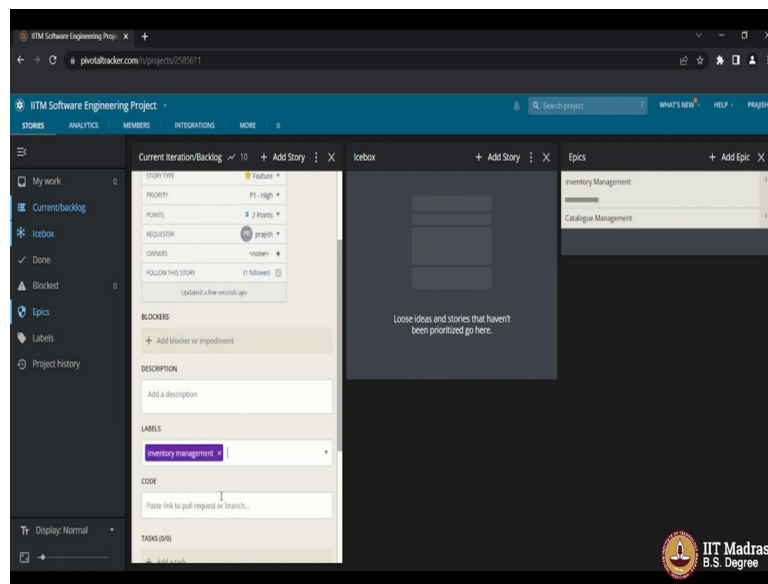 IITM Software Engineering Proje
pivotaltracker.com/n/projects/2585611
IITM Software Engineering Project
Search project
?
WHAT'S NEW
HELP
PRAJISH
STORIES
ANALYTICS
MEMBERS
INTEGRATIONS
MORE
My work 0
Current/backlog
Icebox
Done
Blocked 0
Epics
Labels
Project history
Tт Display: Normal
Current Iteration/Backlog 10 + Add Story
STORY TYPE Feature
PRIORITY P1 - High
POINTS 2 Points
REQUESTER PR prajish
OWNERS <none> +
FOLLOW THIS STORY (1 follower)
Updated: a few seconds ago
BLOCKERS
+ Add blocker or impediment
DESCRIPTION
Add a description
LABELS
inventory management ×
CODE
Paste link to pull request or branch...
TASKS (0/0)
+ Add a task
Icebox + Add Story
Loose ideas and stories that haven't
been prioritized go here.
Epics + Add Epic
Inventory Management
Catalogue Management
IIT Madras
B.S. Degree